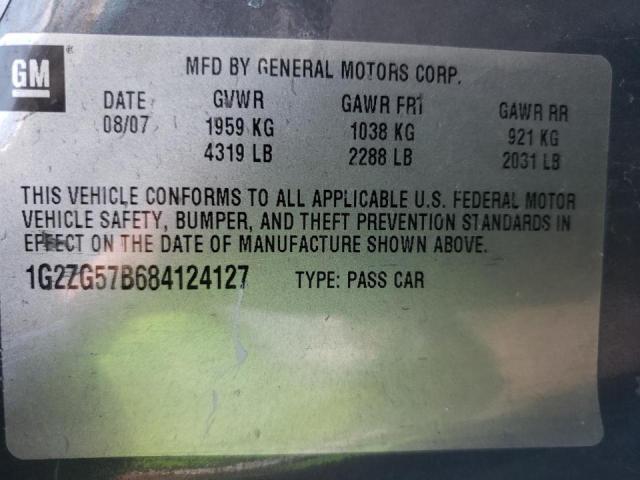 GM ®
MFD BY GENERAL MOTORS CORP.
DATE GVWR GAWR FRT GAWR RR
08/07 1959 KG 1038 KG 921 KG
4319 LB 2288 LB 2031 LB
THIS VEHICLE CONFORMS TO ALL APPLICABLE U.S. FEDERAL MOTOR
VEHICLE SAFETY, BUMPER, AND THEFT PREVENTION STANDARDS IN
EFFECT ON THE DATE OF MANUFACTURE SHOWN ABOVE.
1G2ZG57B684124127 TYPE: PASS CAR